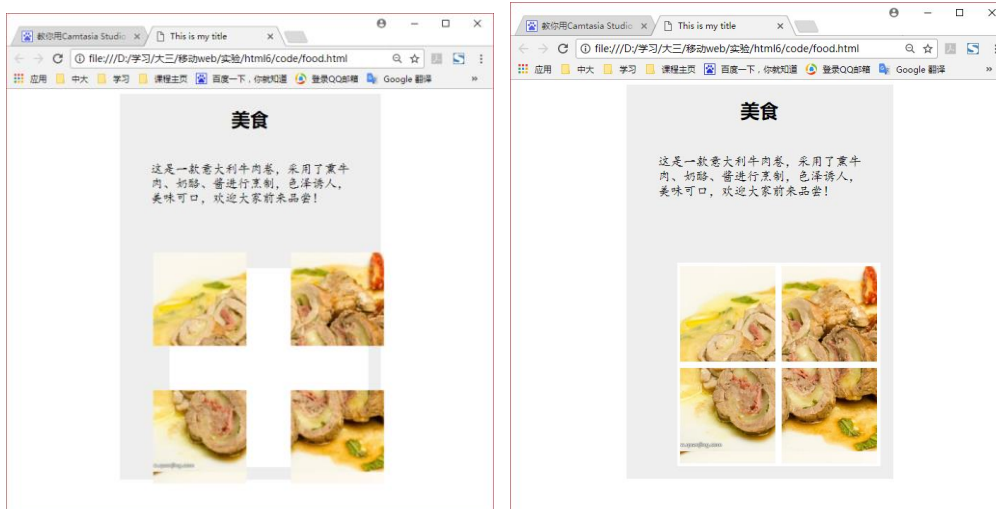 教你用Camtasia Studio
This is my title
file:///D:/学习/大三/移动web/实验/html6/code/food.html
应用 中大 学习 课程主页 百度一下，你就知道 登录QQ邮箱 Google 翻译 »
美食
这是一款意大利牛肉卷，采用了熏牛
肉、奶酪、酱进行烹制，色泽诱人，
美味可口，欢迎大家前来品尝！
教你用Camtasia Studio
This is my title
file:///D:/学习/大三/移动web/实验/html6/code/food.html
应用 中大 学习 课程主页 百度一下，你就知道 登录QQ邮箱 Google 翻译 »
美食
这是一款意大利牛肉卷，采用了熏牛
肉、奶酪、酱进行烹制，色泽诱人，
美味可口，欢迎大家前来品尝！